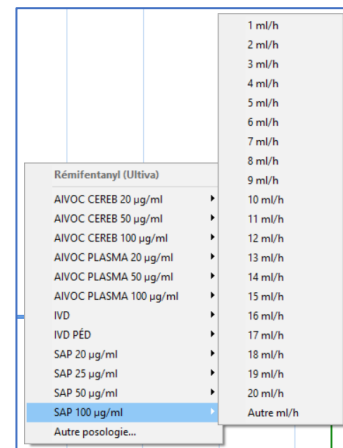 Rémifentanyl (Ultiva)
AIVOC CEREB 20 µg/ml
AIVOC CEREB 50 µg/ml
AIVOC CEREB 100 µg/ml
AIVOC PLASMA 20 µg/ml
AIVOC PLASMA 50 µg/ml
AIVOC PLASMA 100 µg/ml
IVD
IVD PÉD
SAP 20 µg/ml
SAP 25 µg/ml
SAP 50 µg/ml
SAP 100 µg/ml
Autre posologie...
1 ml/h
2 ml/h
3 ml/h
4 ml/h
5 ml/h
6 ml/h
7 ml/h
8 ml/h
9 ml/h
10 ml/h
11 ml/h
12 ml/h
13 ml/h
14 ml/h
15 ml/h
16 ml/h
17 ml/h
18 ml/h
19 ml/h
20 ml/h
Autre ml/h